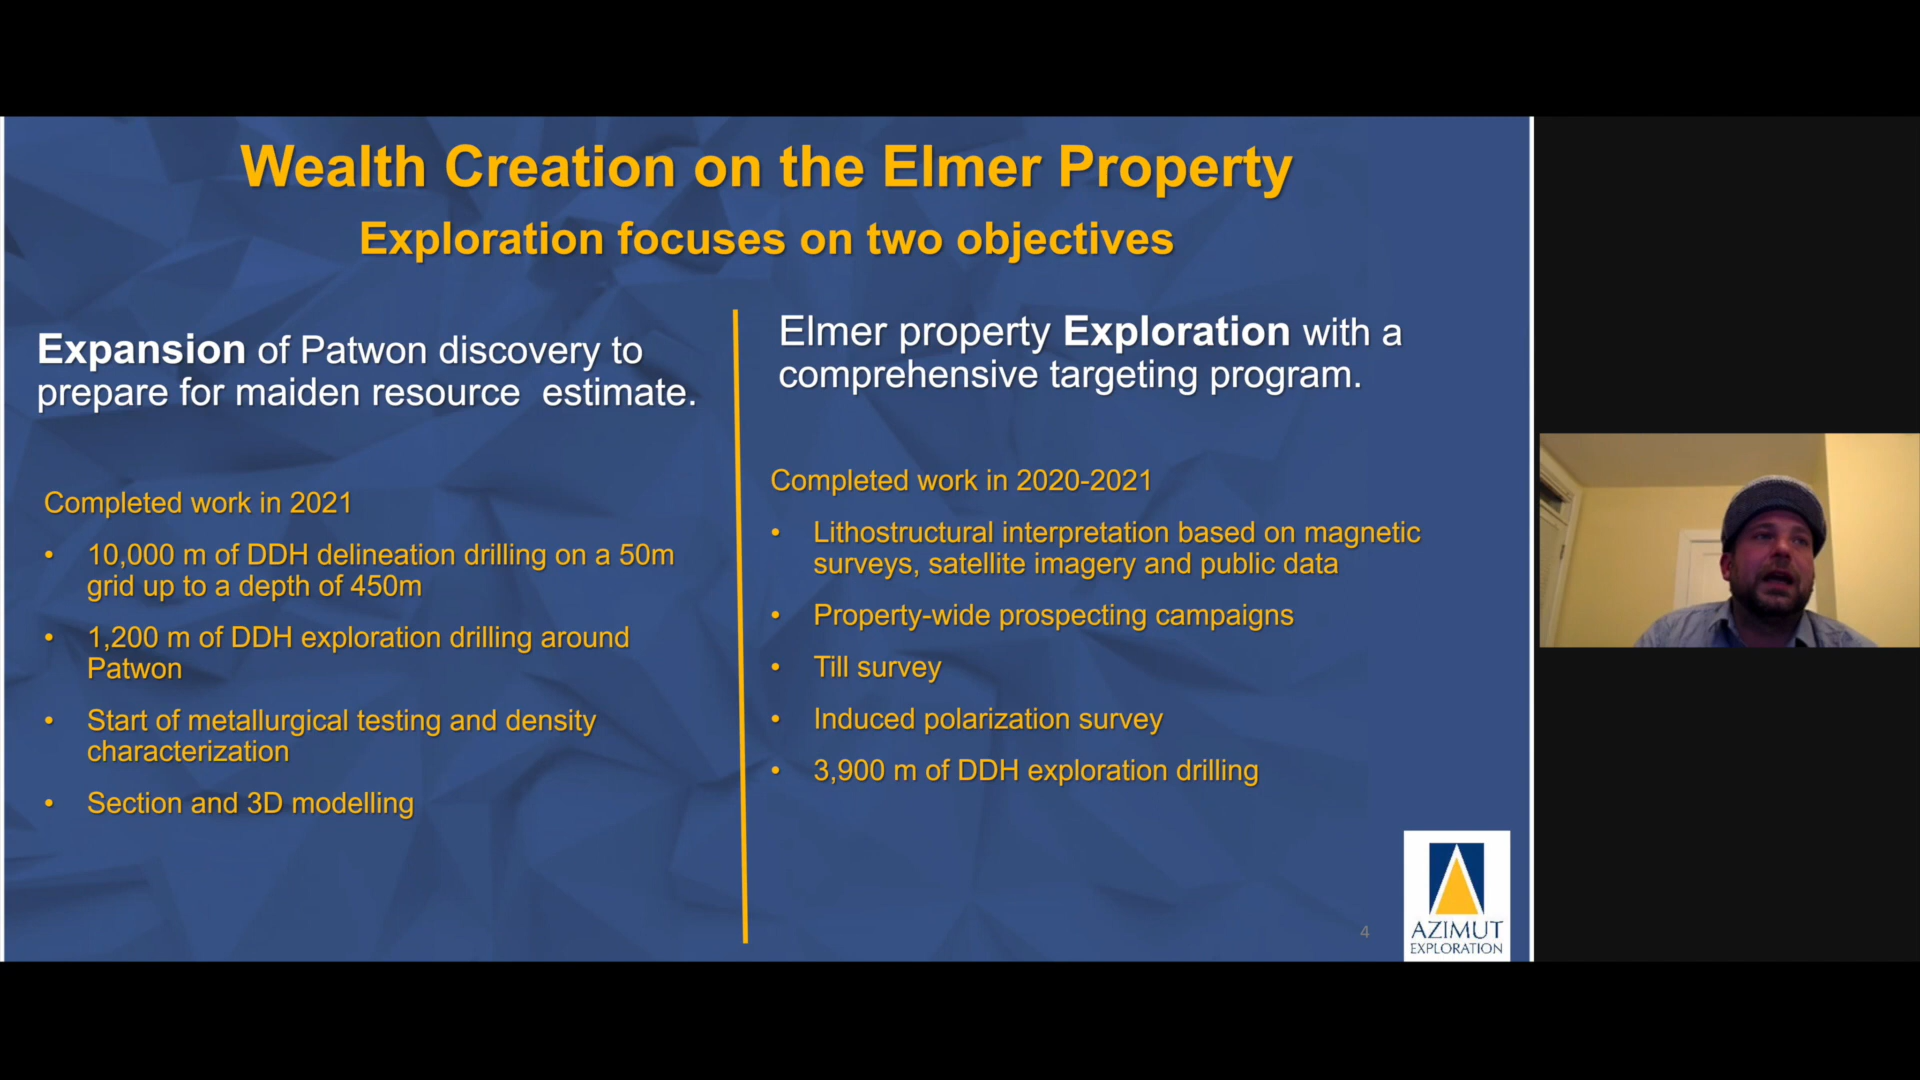 Wealth Creation on the Elmer Property
Exploration focuses on two objectives
Expansion of Patwon discovery to
prepare for maiden resource estimate.
Completed work in 2021
• 10,000 m of DDH delineation drilling on a 50m
grid up to a depth of 450m
• 1,200 m of DDH exploration drilling around
Patwon
• Start of metallurgical testing and density
characterization
• Section and 3D modelling
Elmer property Exploration with a
comprehensive targeting program.
Completed work in 2020-2021
• Lithostructural interpretation based on magnetic
surveys, satellite imagery and public data
• Property-wide prospecting campaigns
• Till survey
• Induced polarization survey
• 3,900 m of DDH exploration drilling
4
AZIMUT
EXPLORATION